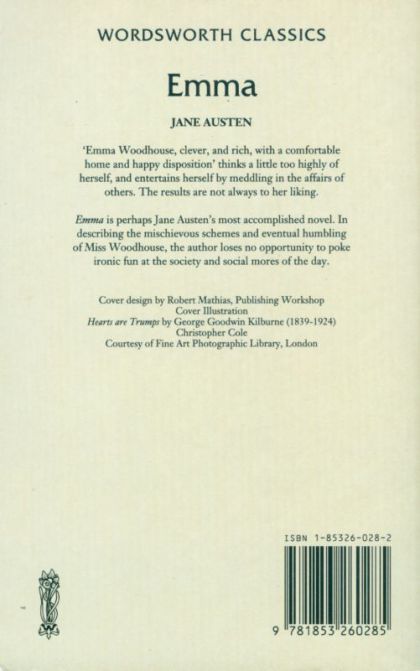 WORDSWORTH CLASSICS
Emma
JANE AUSTEN
‘Emma Woodhouse, clever, and rich, with a comfortable
home and happy disposition’ thinks a little too highly of
herself, and entertains herself by meddling in the affairs of
others. The results are not always to her liking.
Emma is perhaps Jane Austen’s most accomplished novel. In
describing the mischievous schemes and eventual humbling
of Miss Woodhouse, the author loses no opportunity to poke
ironic fun at the society and social mores of the day.
Cover design by Robert Mathias, Publishing Workshop
Cover Illustration
Hearts are Trumps by George Goodwin Kilburne (1839-1924)
Christopher Cole
Courtesy of Fine Art Photographic Library, London
ISBN 1-85326-028-2
9 781853 260285
W